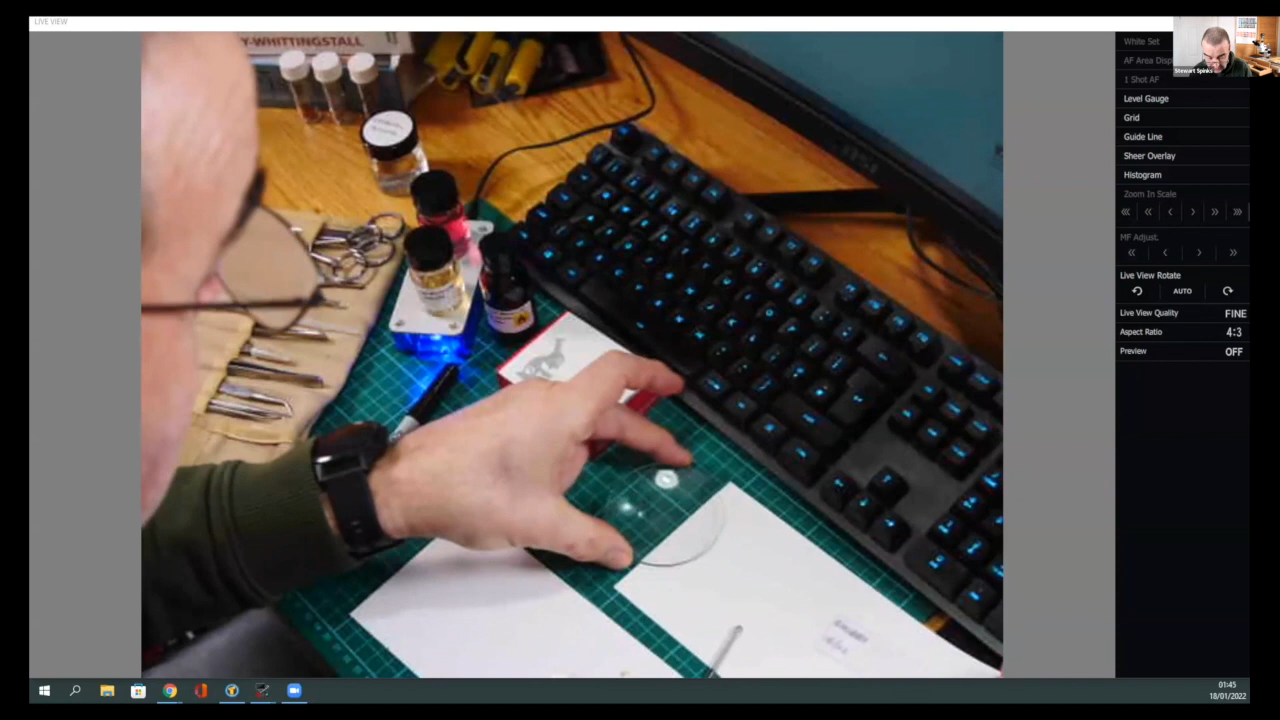 LIVE VIEW
Y-WHITTINGSTALL
Stewart Spinks
White Set
AF Area Disp
1 Shot AF
Level Gauge
Grid
Guide Line
Sheer Overlay
Histogram
Zoom In Scale
MF Adjust.
Live View Rotate
AUTO
Live View Quality FINE
Aspect Ratio 4:3
Preview OFF
01:45
18/01/2022